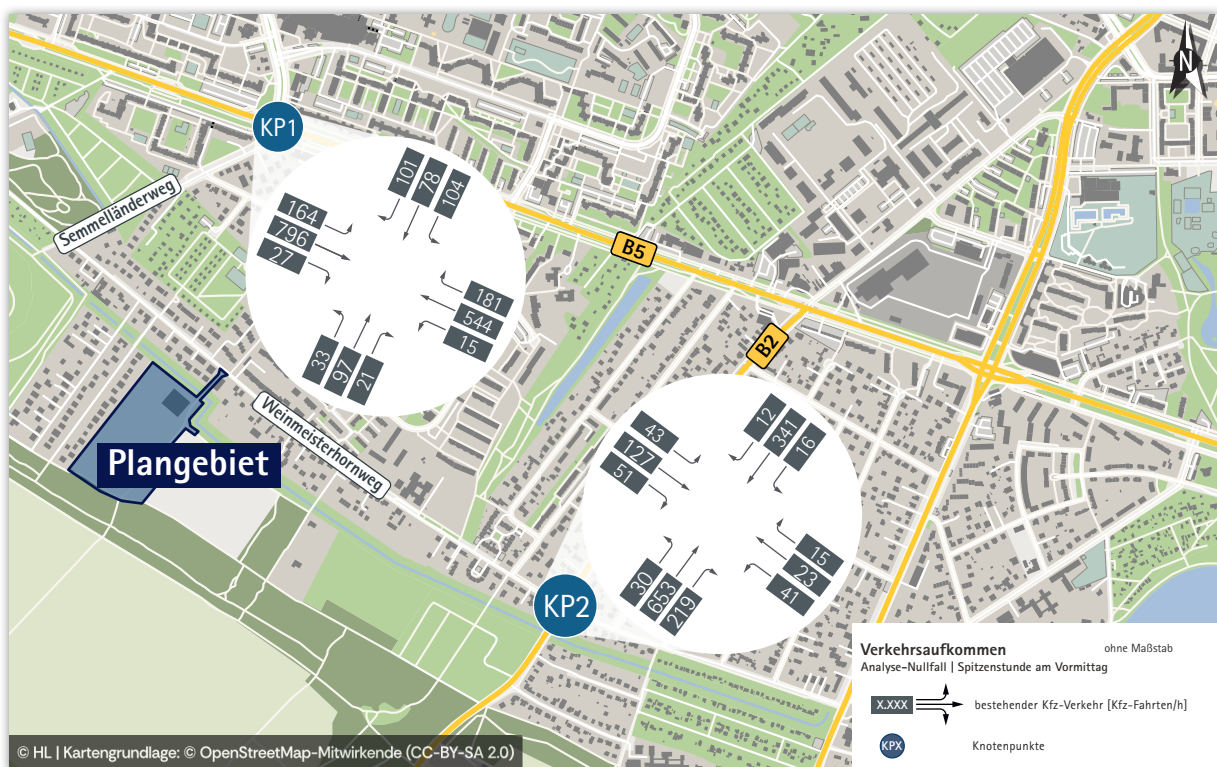 N
KP1
Semmelländerweg
101
78
104
164
796
27
181
544
15
33
97
21
B5
B2
Plangebiet
Weinmeisterhornweg
43
127
51
12
341
16
15
23
41
30
653
219
KP2
Verkehrsaufkommen
ohne Maßstab
Analyse-Nullfall | Spitzenstunde am Vormittag
X.XXX
bestehender Kfz-Verkehr [Kfz-Fahrten/h]
KPX
Knotenpunkte
© HL | Kartengrundlage: © OpenStreetMap-Mitwirkende (CC-BY-SA 2.0)